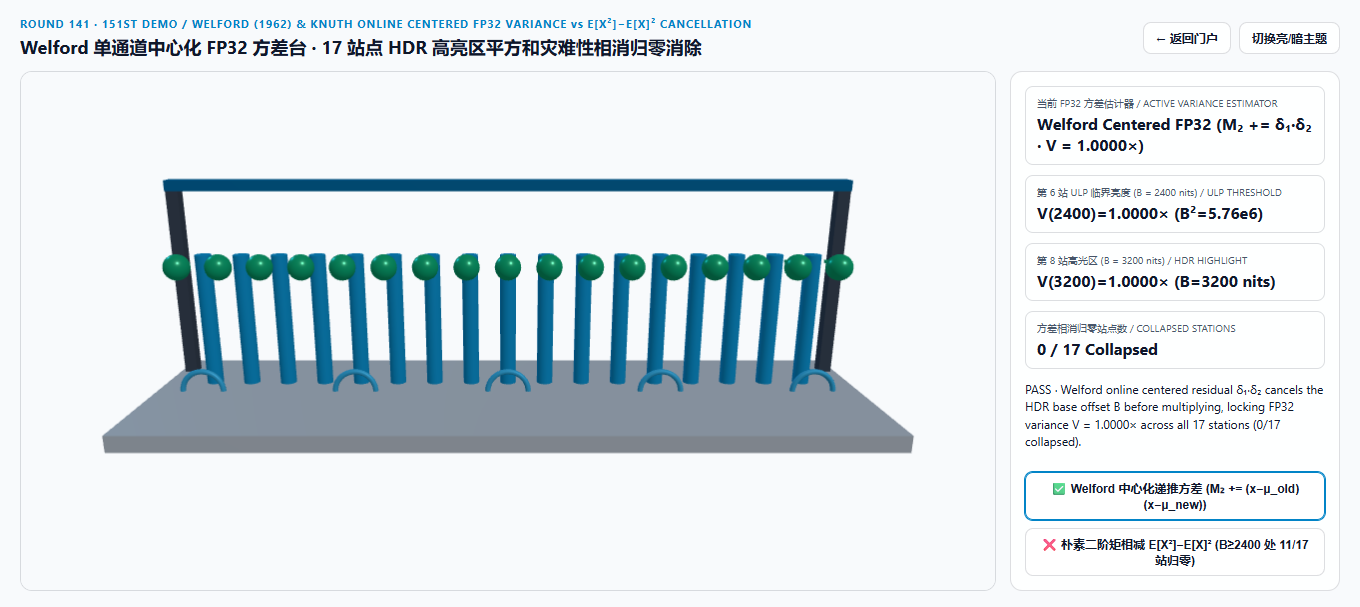 ROUND 141 · 151ST DEMO / WELFORD (1962) & KNUTH ONLINE CENTERED FP32 VARIANCE vs E[X²]−E[X]² CANCELLATION
Welford 单通道中心化 FP32 方差台 · 17 站点 HDR 高亮区平方和灾难性相消归零消除
← 返回门户
切换亮/暗主题
当前 FP32 方差估计器 / ACTIVE VARIANCE ESTIMATOR
Welford Centered FP32 (M₂ += δ₁·δ₂
· V = 1.0000×)
第 6 站 ULP 临界亮度 (B = 2400 nits) / ULP THRESHOLD
V(2400)=1.0000× (B²=5.76e6)
第 8 站高光区 (B = 3200 nits) / HDR HIGHLIGHT
V(3200)=1.0000× (B=3200 nits)
方差相消归零站点数 / COLLAPSED STATIONS
0 / 17 Collapsed
PASS · Welford online centered residual δ₁·δ₂ cancels the
HDR base offset B before multiplying, locking FP32
variance V = 1.0000× across all 17 stations (0/17
collapsed).
✅ Welford 中心化递推方差 (M₂ += (x−μ_old)
(x−μ_new))
❌ 朴素二阶矩相减 E[X²]−E[X]² (B≥2400 处 11/17
站归零)